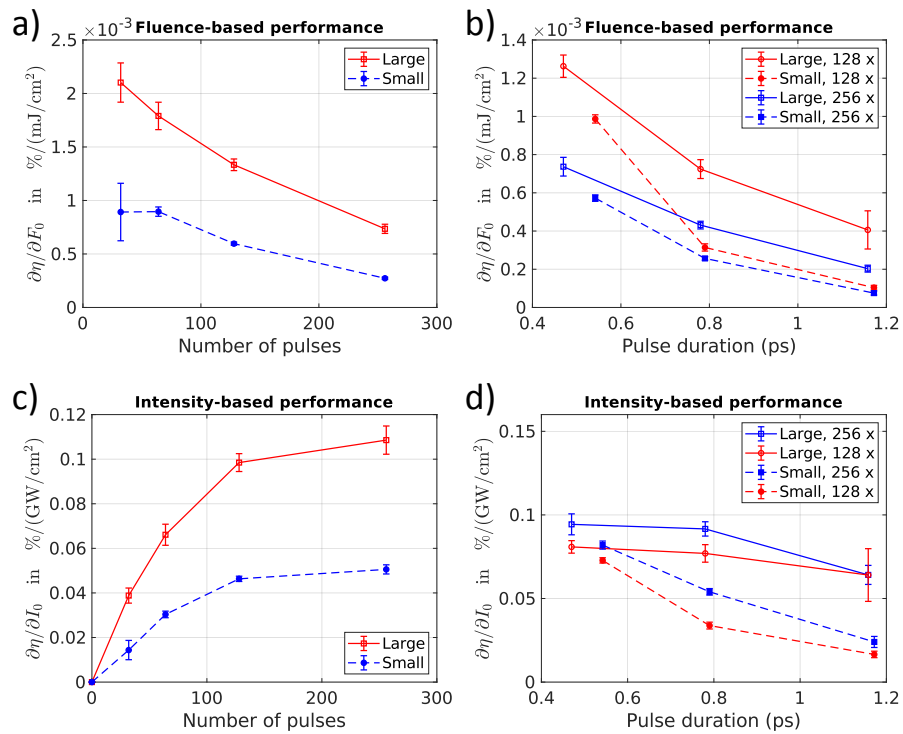 a)
×10⁻³
Fluence-based performance
2.5
2
1.5
1
0.5
0
∂η/∂F₀ in %/(mJ/cm²)
Large
Small
0
100
200
300
Number of pulses
b)
×10⁻³
Fluence-based performance
1.4
1.2
1
0.8
0.6
0.4
0.2
0
∂η/∂F₀ in %/(mJ/cm²)
Large, 128 x
Small, 128 x
Large, 256 x
Small, 256 x
0.4
0.6
0.8
1
1.2
Pulse duration (ps)
c)
Intensity-based performance
0.12
0.1
0.08
0.06
0.04
0.02
0
∂η/∂I₀ in %/(GW/cm²)
Large
Small
0
100
200
300
Number of pulses
d)
Intensity-based performance
0.15
0.1
0.05
0
∂η/∂I₀ in %/(GW/cm²)
Large, 256 x
Large, 128 x
Small, 256 x
Small, 128 x
0.4
0.6
0.8
1
1.2
Pulse duration (ps)